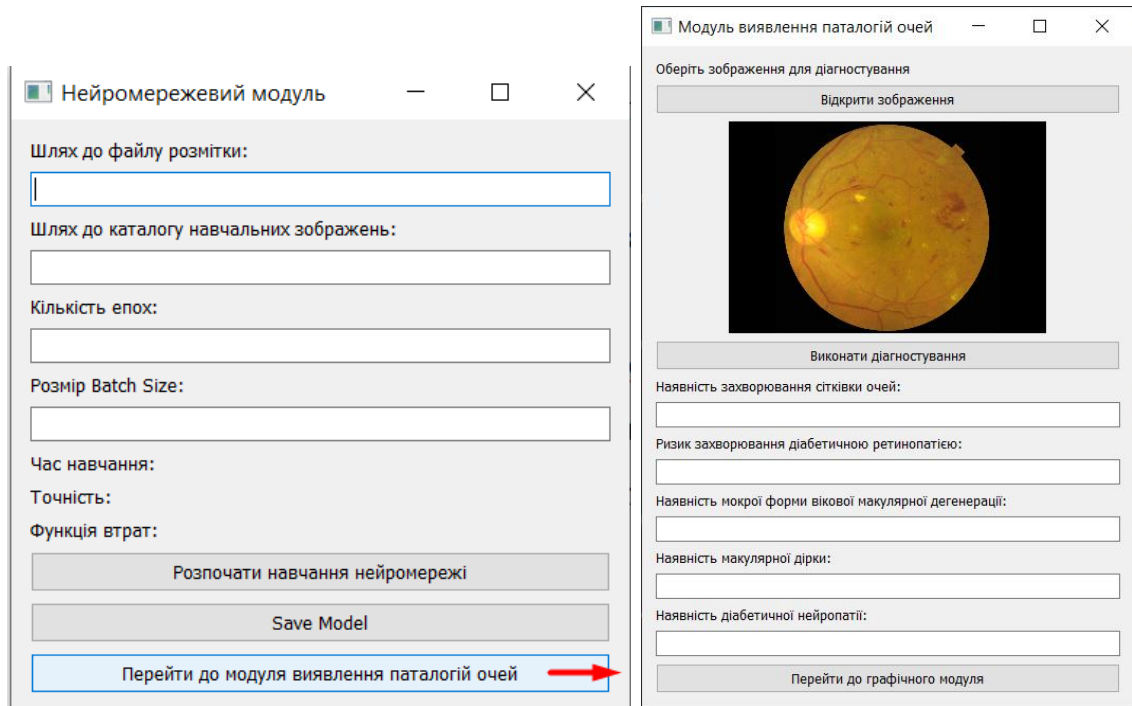 Нейромережевий модуль
Шлях до файлу розмітки:
Шлях до каталогу навчальних зображень:
Кількість епох:
Розмір Batch Size:
Час навчання:
Точність:
Функція втрат:
Розпочати навчання нейромережі
Save Model
Перейти до модуля виявлення паталогій очей
Модуль виявлення паталогій очей
Оберіть зображення для діагностування
Відкрити зображення
Виконати діагностування
Наявність захворювання сітківки очей:
Ризик захворювання діабетичною ретинопатією:
Наявність мокрої форми вікової макулярної дегенерації:
Наявність макулярної дірки:
Наявність діабетичної нейропатії:
Перейти до графічного модуля